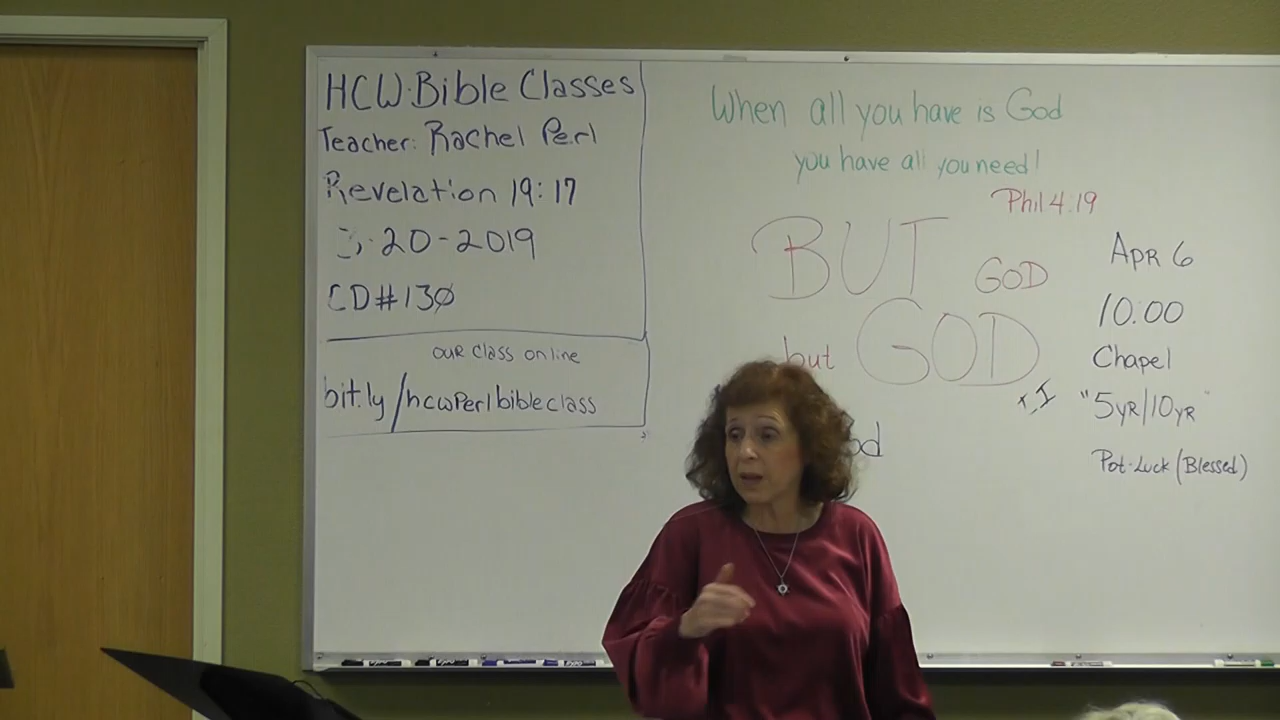 HCW Bible Classes
Teacher: Rachel Perl
Revelation 19:17
3-20-2019
CD#130
our class online
bit.ly/hcwPerlbibleclass
When all you have is God
you have all you need!
Phil 4:19
BUT GOD
but GOD
od
Apr 6
10:00
Chapel
"5yr/10yr"
Pot-Luck (Blessed)